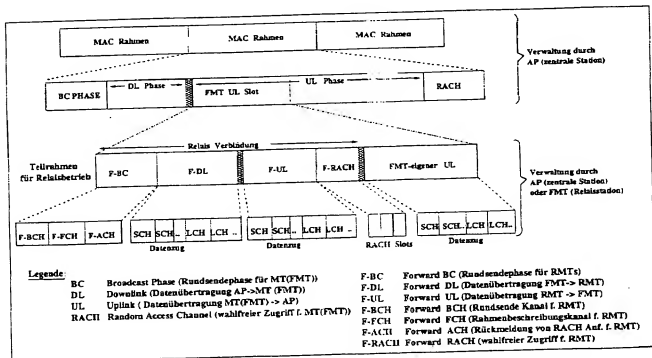 MAC Rahmen MAC Rahmen MAC Rahmen
Verwaltung durch
AP (zentrale Station)
BC PHASE DL Phase FMT UL Slot UL Phase RACH
Relais Verbindung
Teilrahmen
für Relaisbetrieb
F-BC F-DL F-UL F-RACH FMT-eigener UL
Verwaltung durch
AP (zentrale Station)
oder FMT (Relaisstation)
F-BCH F-FCH F-ACH SCH SCH .. LCH LCH .. SCH SCH .. LCH LCH .. SCH SCH.. LCH LCH..
Datenzug Datenzug RACH Slots Datenzug
Legende:
BC Broadcast Phase (Rundsendephase für MT(FMT))
DL Downlink (Datenübertragung AP->MT (FMT))
UL Uplink ( Datenübertragung MT(FMT) -> AP)
RACH Random Access Channel (wahlfreier Zugriff f. MT(FMT))
F-BC Forward BC (Rundsendephase für RMTs)
F-DL Forward DL (Datenübertragung FMT-> RMT)
F-UL Forward UL (Datenübetragung RMT -> FMT)
F-BCH Forward BCH (Rundsende Kanal f. RMT)
F-FCH Forward FCH (Rahmenbeschreibungskanal f. RMT)
F-ACH Forward ACH (Rückmeldung von RACH Anf. f. RMT)
F-RACH Forward RACH (wahlfreier Zugriff f. RMT)